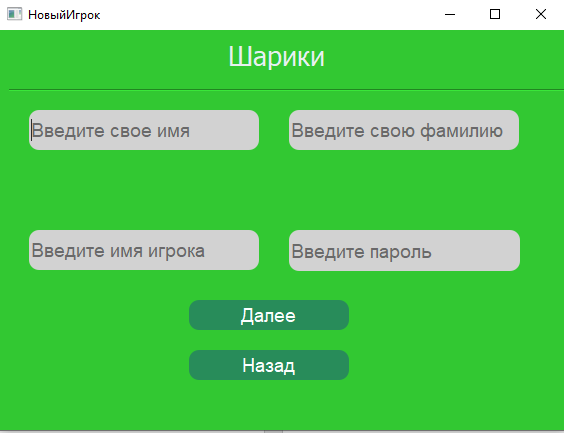 НовыйИгрок
Шарики
Введите свое имя
Введите свою фамилию
Введите имя игрока
Введите пароль
Далее
Назад